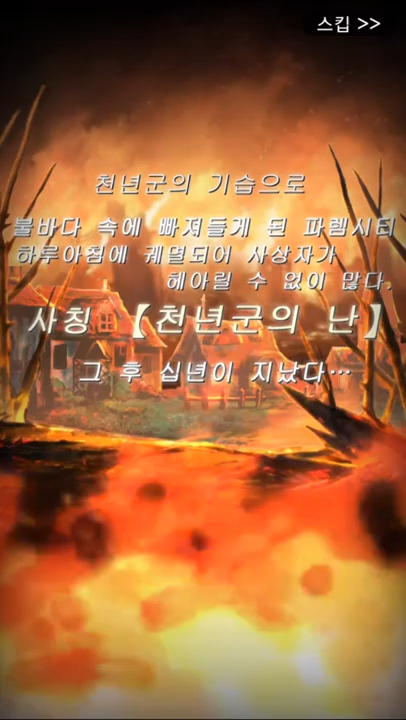 스킵 >>
천년군의 기습으로
불바다 속에 빠져들게 된 파렘시티
하루아침에 궤멸되어 사상자가
헤아릴 수 없이 많다.
사칭 【천년군의 난】
그 후 십년이 지났다…